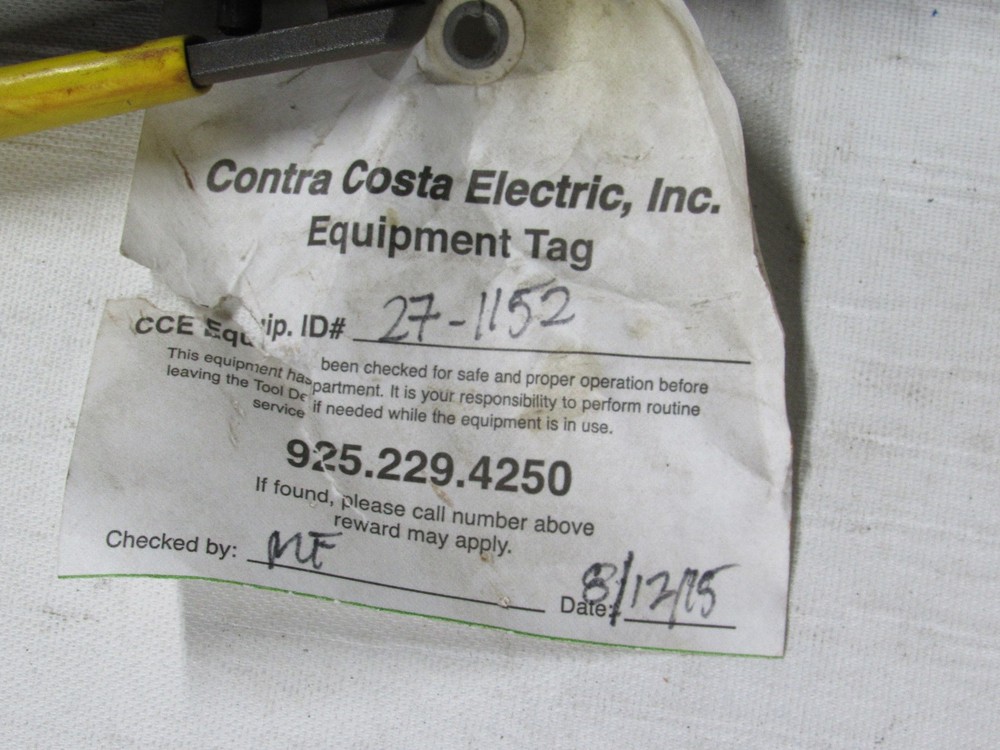 Contra Costa Electric, Inc.
Equipment Tag
CCE Equip. ID# 27-1152
This equipment has been checked for safe and proper operation before
leaving the Tool Department. It is your responsibility to perform routine
service if needed while the equipment is in use.
925.229.4250
If found, please call number above
reward may apply.
Checked by: MF
Date: 8/12/15